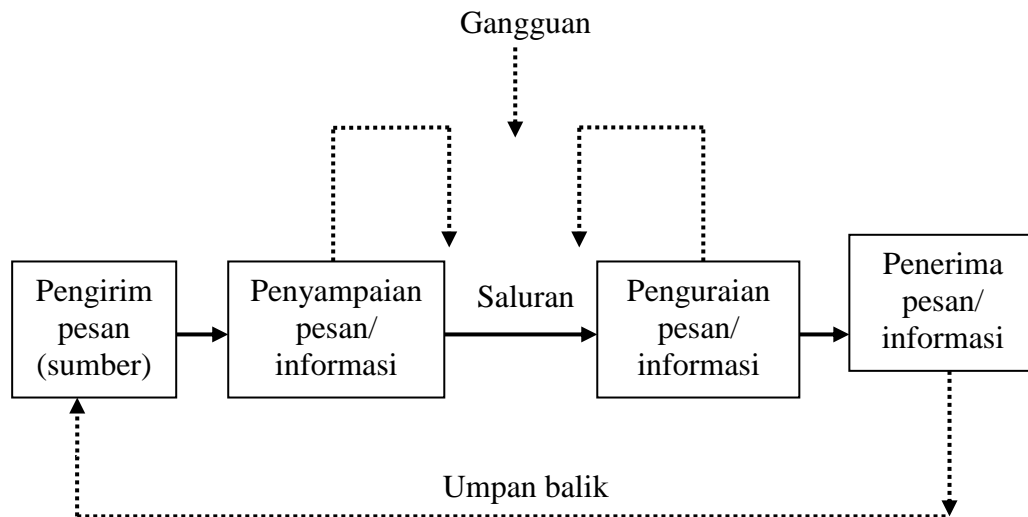 Gangguan
Pengirim
pesan
(sumber)
Penyampaian
pesan/
informasi
Saluran
Penguraian
pesan/
informasi
Penerima
pesan/
informasi
Umpan balik